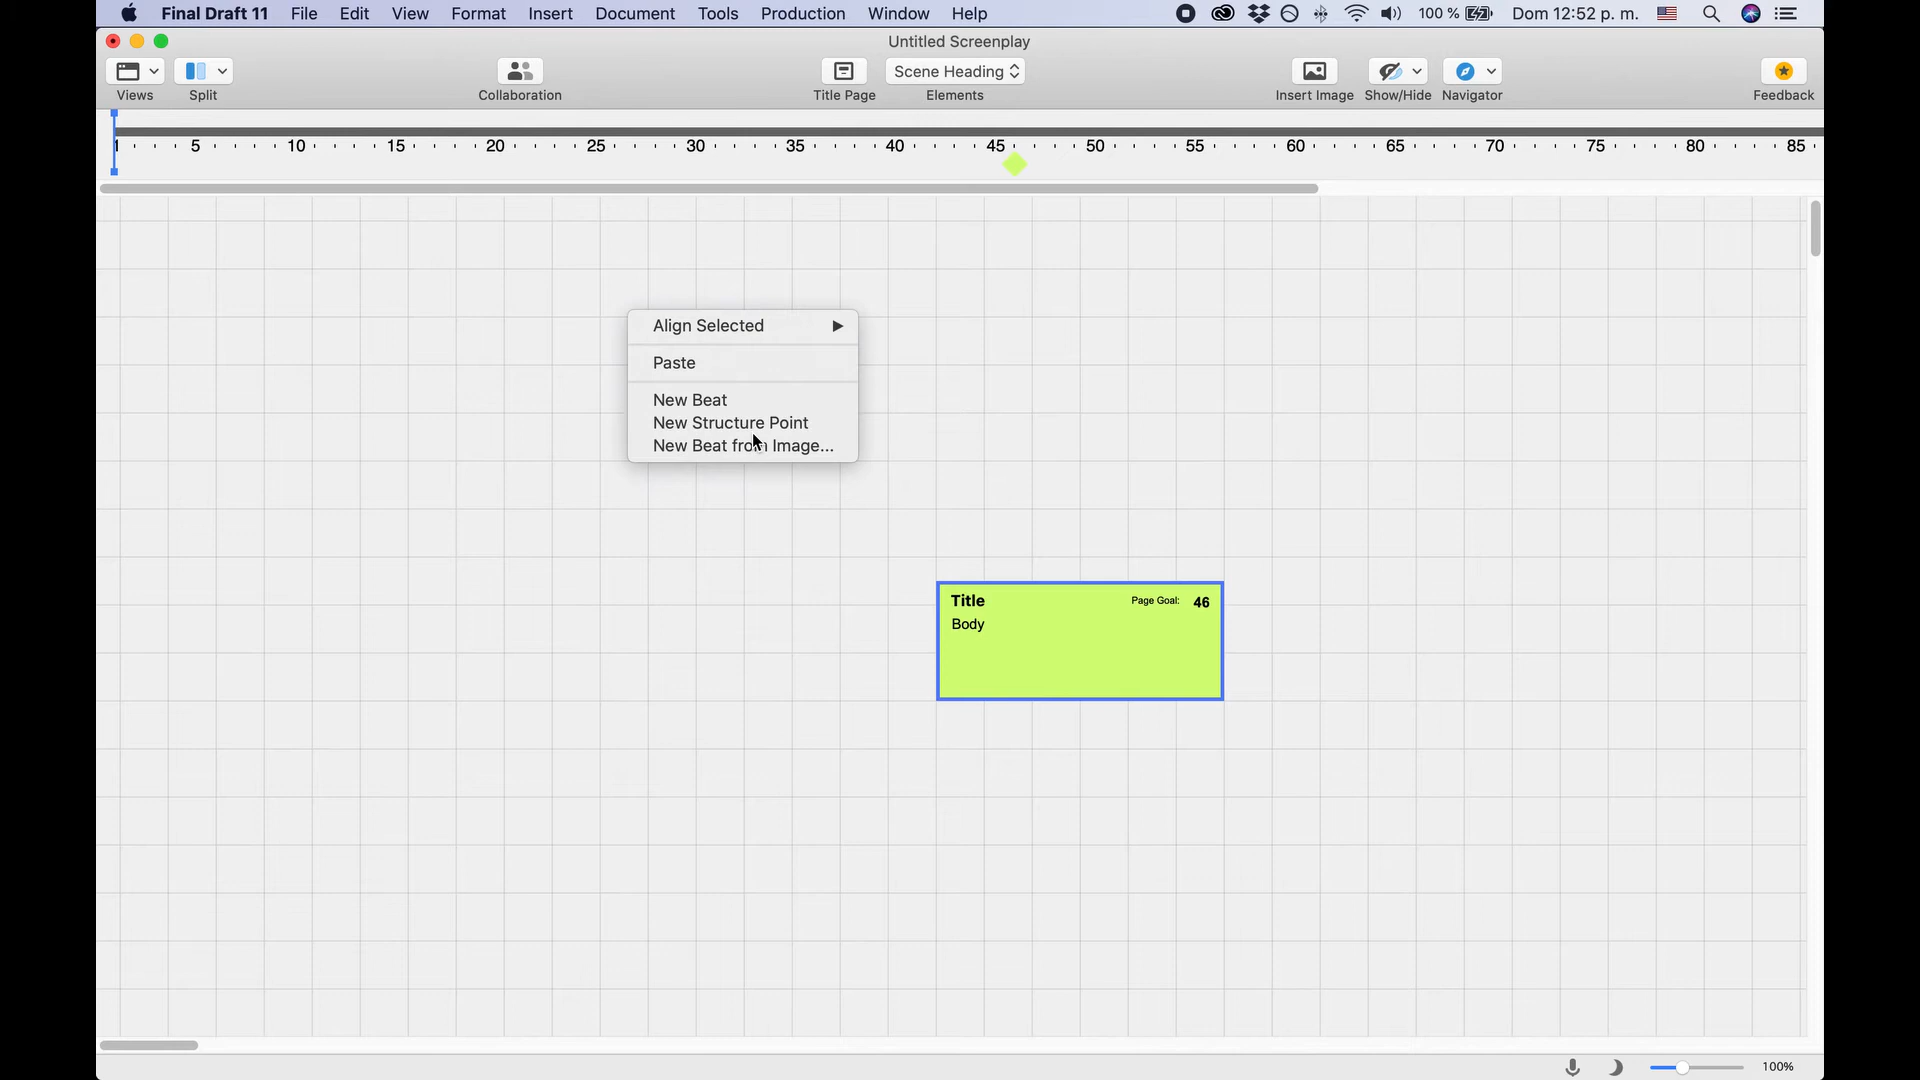 Final Draft 11 File Edit View Format Insert Document Tools Production Window Help 100 % Dom 12:52 p. m.
Untitled Screenplay
Scene Heading
Views Split Collaboration Title Page Elements Insert Image Show/Hide Navigator Feedback
1 5 10 15 20 25 30 35 40 45 50 55 60 65 70 75 80 85
Align Selected
Paste
New Beat
New Structure Point
New Beat from Image...
Title Page Goal: 46
Body
100%